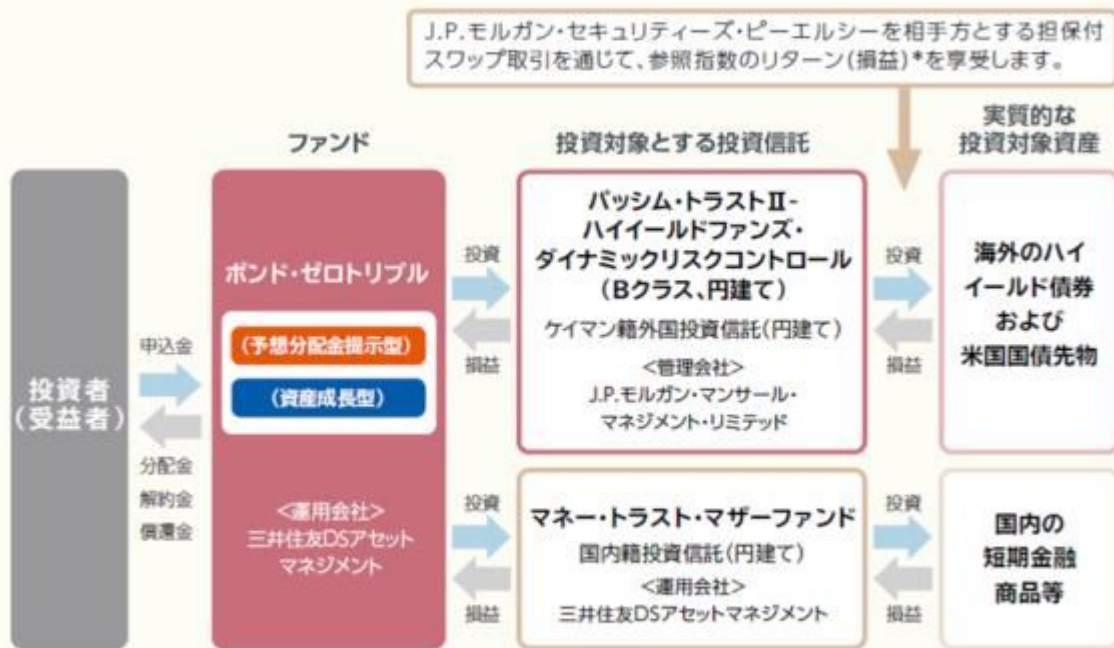 J.P.モルガン・セキュリティーズ・ピーエルシーを相手方とする担保付
スワップ取引を通じて、参照指数のリターン(損益)*を享受します。
ファンド
投資対象とする投資信託
実質的な
投資対象資産
投資者
(受益者)
申込金
分配金
解約金
償還金
ボンド・ゼロトリプル
(予想分配金提示型)
(資産成長型)
<運用会社>
三井住友DSアセット
マネジメント
投資
損益
パッシム・トラストⅡ-
ハイイールドファンズ・
ダイナミックリスクコントロール
(Bクラス、円建て)
ケイマン籍外国投資信託(円建て)
<管理会社>
J.P.モルガン・マンサール・
マネジメント・リミテッド
投資
損益
海外のハイ
イールド債券
および
米国国債先物
投資
損益
マネー・トラスト・マザーファンド
国内籍投資信託(円建て)
<運用会社>
三井住友DSアセットマネジメント
投資
損益
国内の
短期金融
商品等